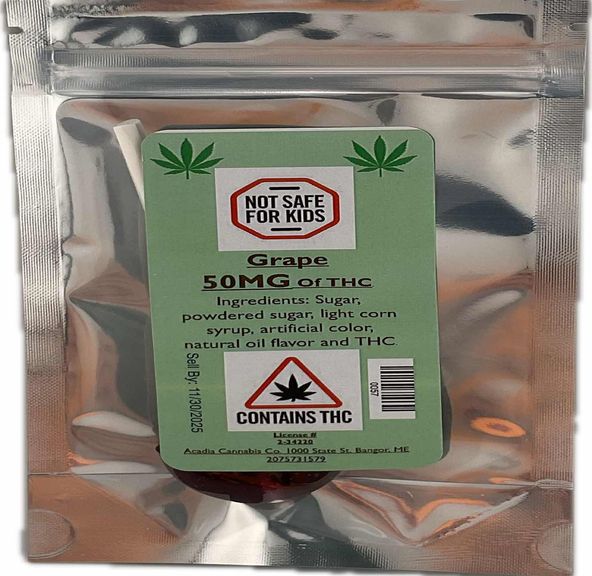 NOT SAFE
FOR KIDS
Grape
50MG Of THC
Ingredients: Sugar,
powdered sugar, light corn
syrup, artificial color,
natural oil flavor and THC
Sell By: 11/30/2025
0057
CONTAINS THC
License #
2-34220
Acadia Cannabis Co. 1000 State St. Bangor, ME
2075731579